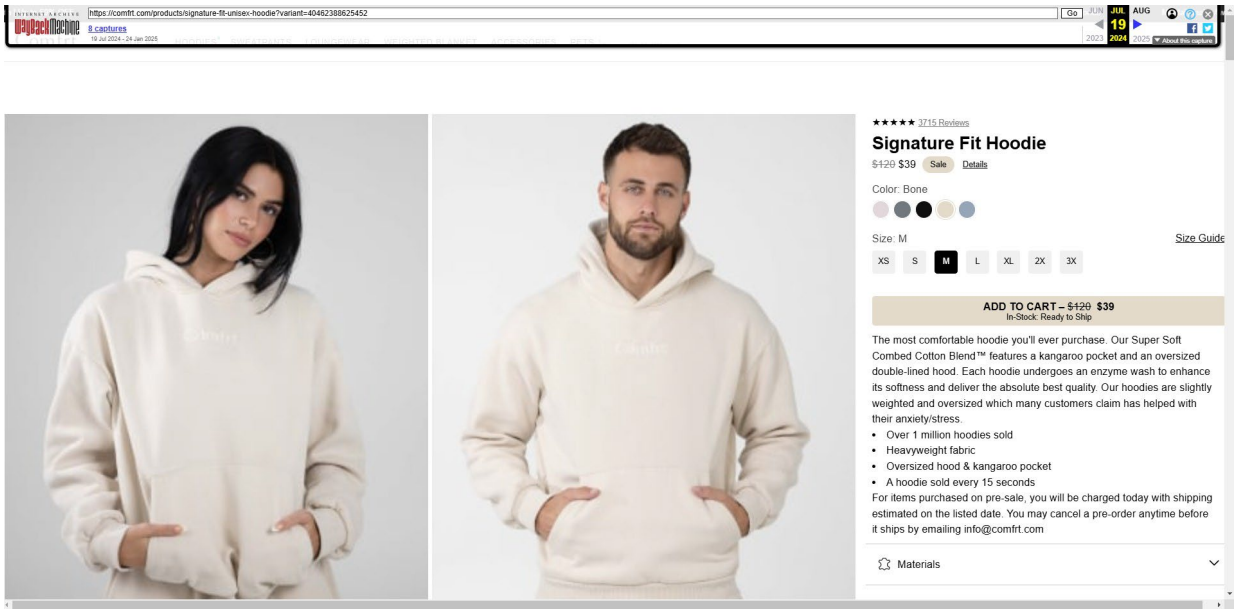 INTERNET ARCHIVE
WayBackMachine
https://comfrt.com/products/signature-fit-unisex-hoodie?variant=40462388625452
Go
JUN JUL AUG
8 captures
19
19 Jul 2024 - 24 Jan 2025
2023 2024 2025
About this capture
HOODIES SWEATPANTS LOUNGEWEAR WEIGHTED BLANKET ACCESSORIES PETS
★★★★★ 3715 Reviews
Signature Fit Hoodie
$120 $39 Sale Details
Color: Bone
Size: M Size Guide
XS S M L XL 2X 3X
ADD TO CART – $120 $39
In-Stock: Ready to Ship
The most comfortable hoodie you'll ever purchase. Our Super Soft
Combed Cotton Blend™ features a kangaroo pocket and an oversized
double-lined hood. Each hoodie undergoes an enzyme wash to enhance
its softness and deliver the absolute best quality. Our hoodies are slightly
weighted and oversized which many customers claim has helped with
their anxiety/stress.
• Over 1 million hoodies sold
• Heavyweight fabric
• Oversized hood & kangaroo pocket
• A hoodie sold every 15 seconds
For items purchased on pre-sale, you will be charged today with shipping
estimated on the listed date. You may cancel a pre-order anytime before
it ships by emailing info@comfrt.com
Materials